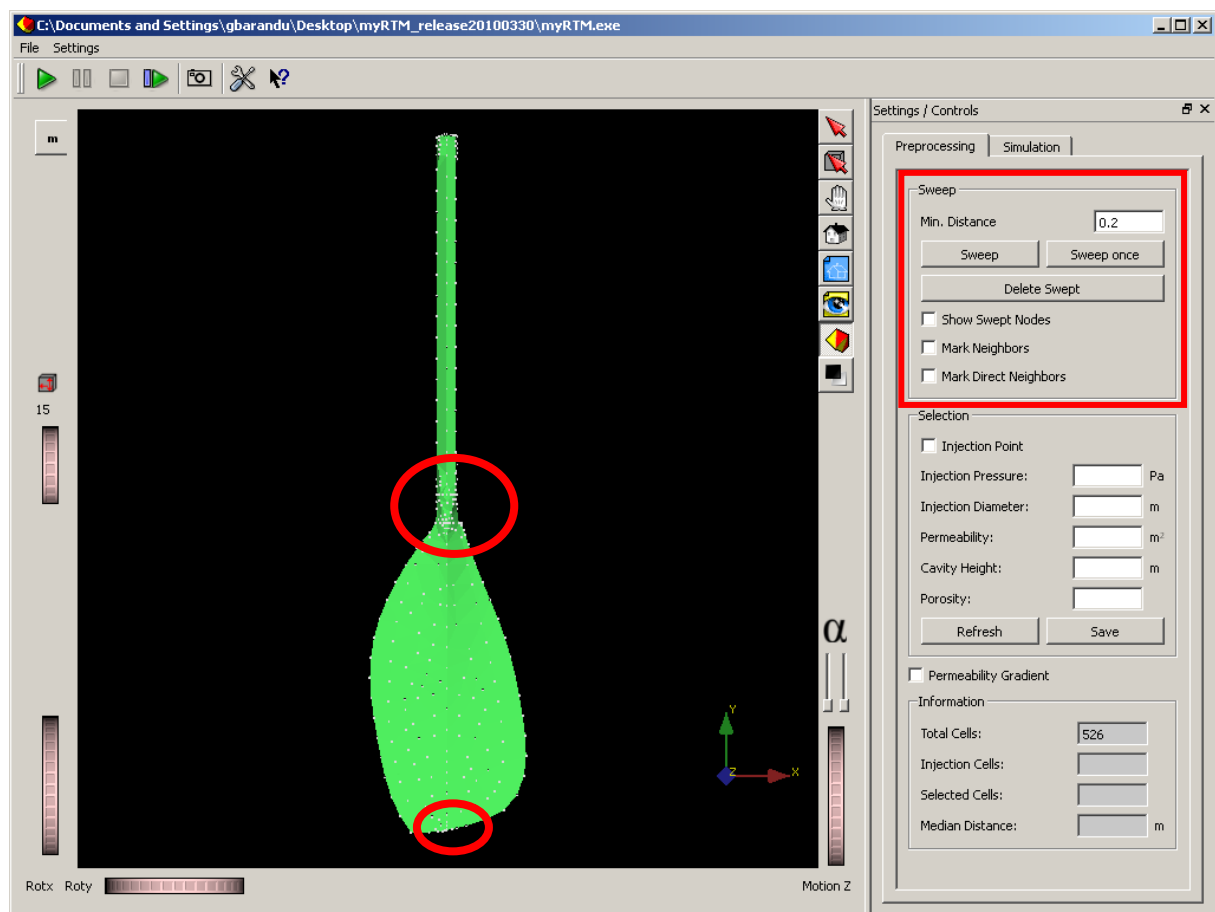 C:\Documents and Settings\gbarandu\Desktop\myRTM_release20100330\myRTM.exe
File Settings
Settings / Controls
m
Preprocessing Simulation
Sweep
Min. Distance 0.2
Sweep Sweep once
Delete Swept
Show Swept Nodes
Mark Neighbors
Mark Direct Neighbors
15
Selection
Injection Point
Injection Pressure: Pa
Injection Diameter: m
Permeability: m²
Cavity Height: m
Porosity:
Refresh Save
α
Permeability Gradient
Information
Y
Total Cells: 526
Z X
Injection Cells:
Selected Cells:
Median Distance: m
Rotx Roty Motion Z